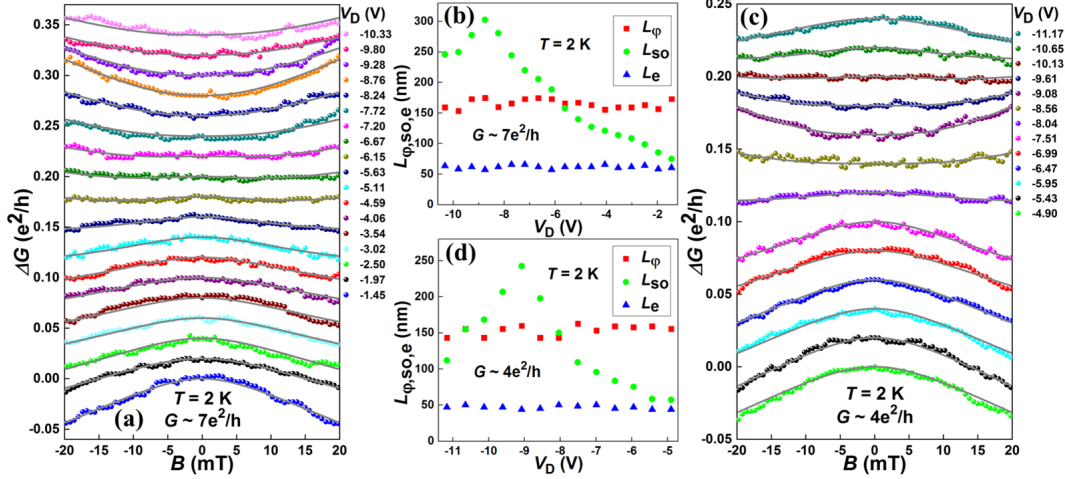 ΔG (e²/h)
0.35
0.30
0.25
0.20
0.15
0.10
0.05
0.00
-0.05
-20 -15 -10 -5 0 5 10 15 20
B (mT)
T = 2 K
(a) G ~ 7e²/h
V_D (V)
-10.33
-9.80
-9.28
-8.76
-8.24
-7.72
-7.20
-6.67
-6.15
-5.63
-5.11
-4.59
-4.06
-3.54
-3.02
-2.50
-1.97
-1.45
(b)
L_φ,so,e (nm)
300
250
200
150
100
50
0
T = 2 K
L_φ
L_so
L_e
G ~ 7e²/h
-10 -8 -6 -4 -2
V_D (V)
(d)
L_φ,SO,e (nm)
250
200
150
100
50
0
T = 2 K
L_φ
L_SO
L_e
G ~ 4e²/h
-11 -10 -9 -8 -7 -6 -5
V_D (V)
(c)
ΔG (e²/h)
0.25
0.20
0.15
0.10
0.05
0.00
-0.05
-20 -15 -10 -5 0 5 10 15 20
B (mT)
T = 2 K
G ~ 4e²/h
V_D (V)
-11.17
-10.65
-10.13
-9.61
-9.08
-8.56
-8.04
-7.51
-6.99
-6.47
-5.95
-5.43
-4.90